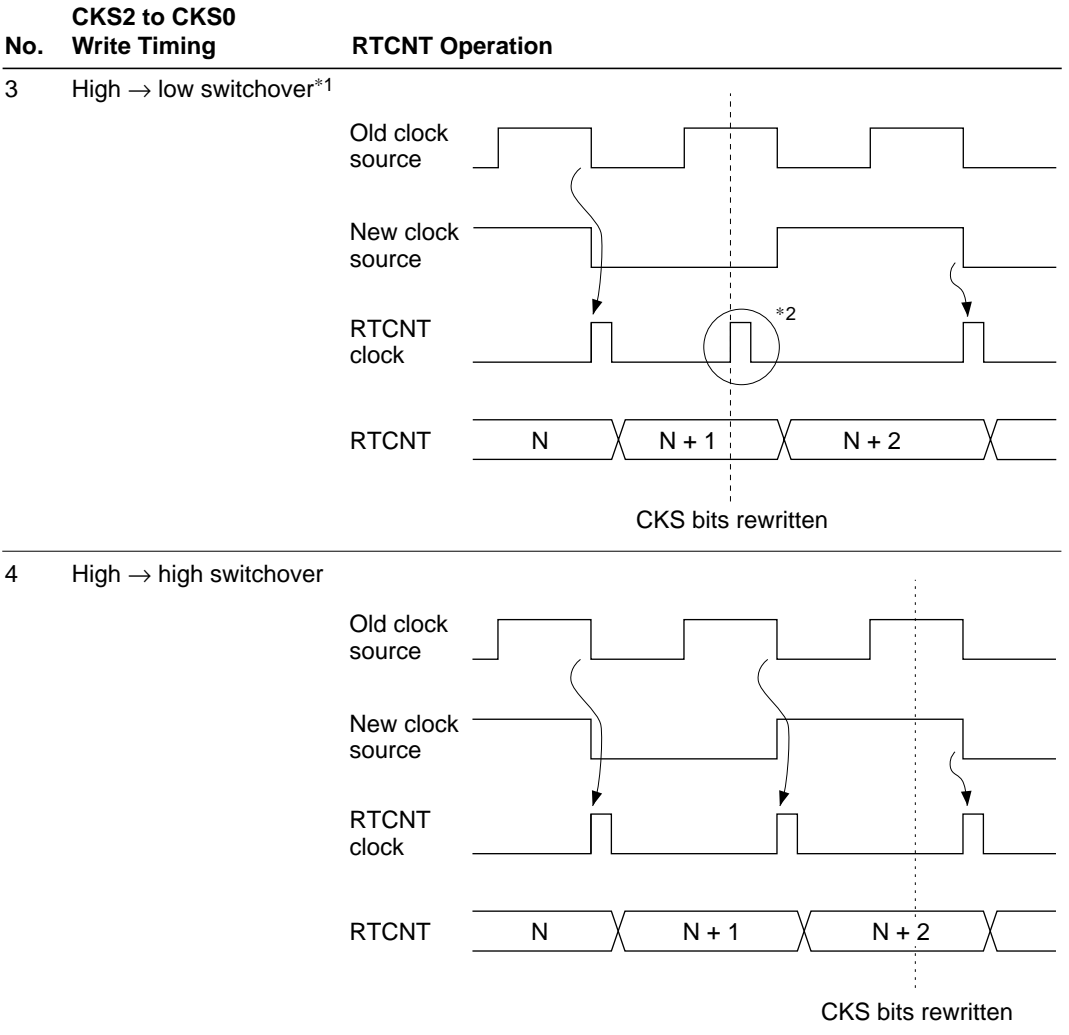 CKS2 to CKS0
No. Write Timing RTCNT Operation
3 High → low switchover*1
Old clock
source
New clock
source
RTCNT
clock
*2
RTCNT N N + 1 N + 2
CKS bits rewritten
4 High → high switchover
Old clock
source
New clock
source
RTCNT
clock
RTCNT N N + 1 N + 2
CKS bits rewritten